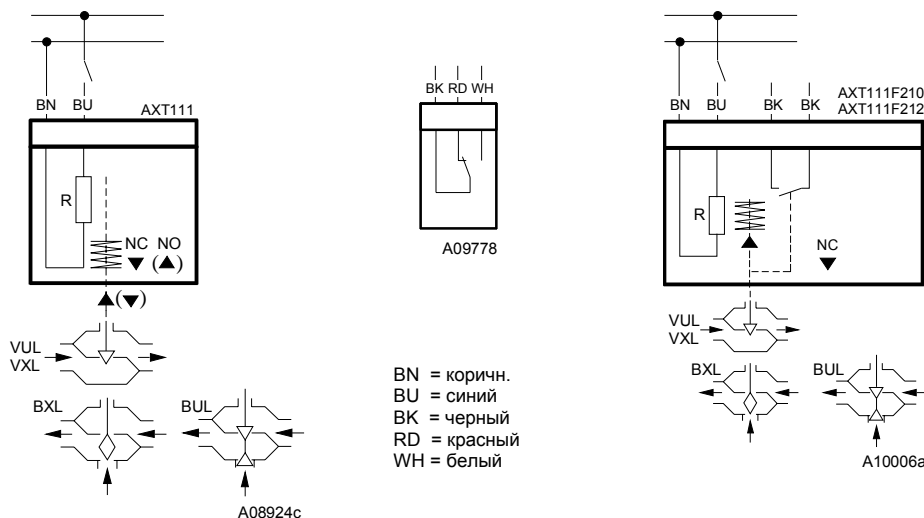 BN BU AXT111
R
NC NO
( ) ( )
VUL
VXL
BXL BUL
A08924c
BK RD WH
A09778
BN = коричн.
BU = синий
BK = черный
RD = красный
WH = белый
AXT111F210
AXT111F212
BN BU BK BK
R
NC
VUL
VXL
BXL BUL
A10006a